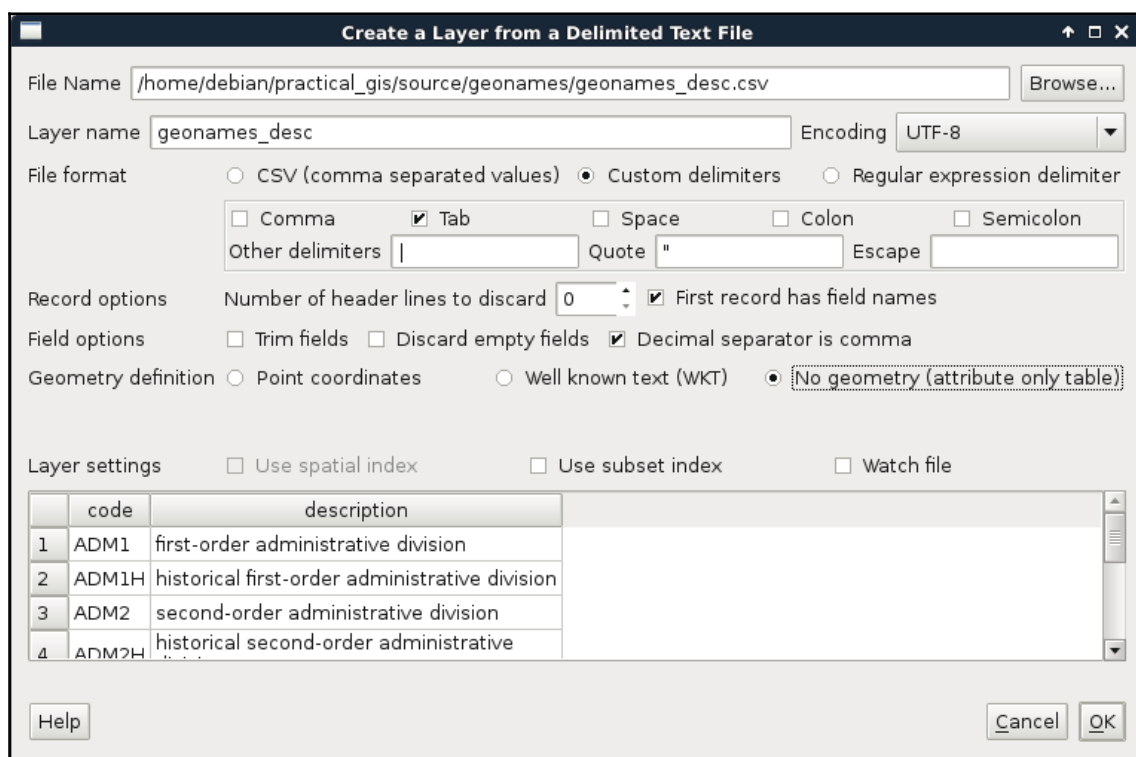 Create a Layer from a Delimited Text File
File Name /home/debian/practical_gis/source/geonames/geonames_desc.csv Browse...
Layer name geonames_desc Encoding UTF-8
File format CSV (comma separated values) Custom delimiters Regular expression delimiter
Comma Tab Space Colon Semicolon
Other delimiters | Quote " Escape
Record options Number of header lines to discard 0 First record has field names
Field options Trim fields Discard empty fields Decimal separator is comma
Geometry definition Point coordinates Well known text (WKT) No geometry (attribute only table)
Layer settings Use spatial index Use subset index Watch file
code description
1 ADM1 first-order administrative division
2 ADM1H historical first-order administrative division
3 ADM2 second-order administrative division
4 ADM2H historical second-order administrative
Help Cancel OK